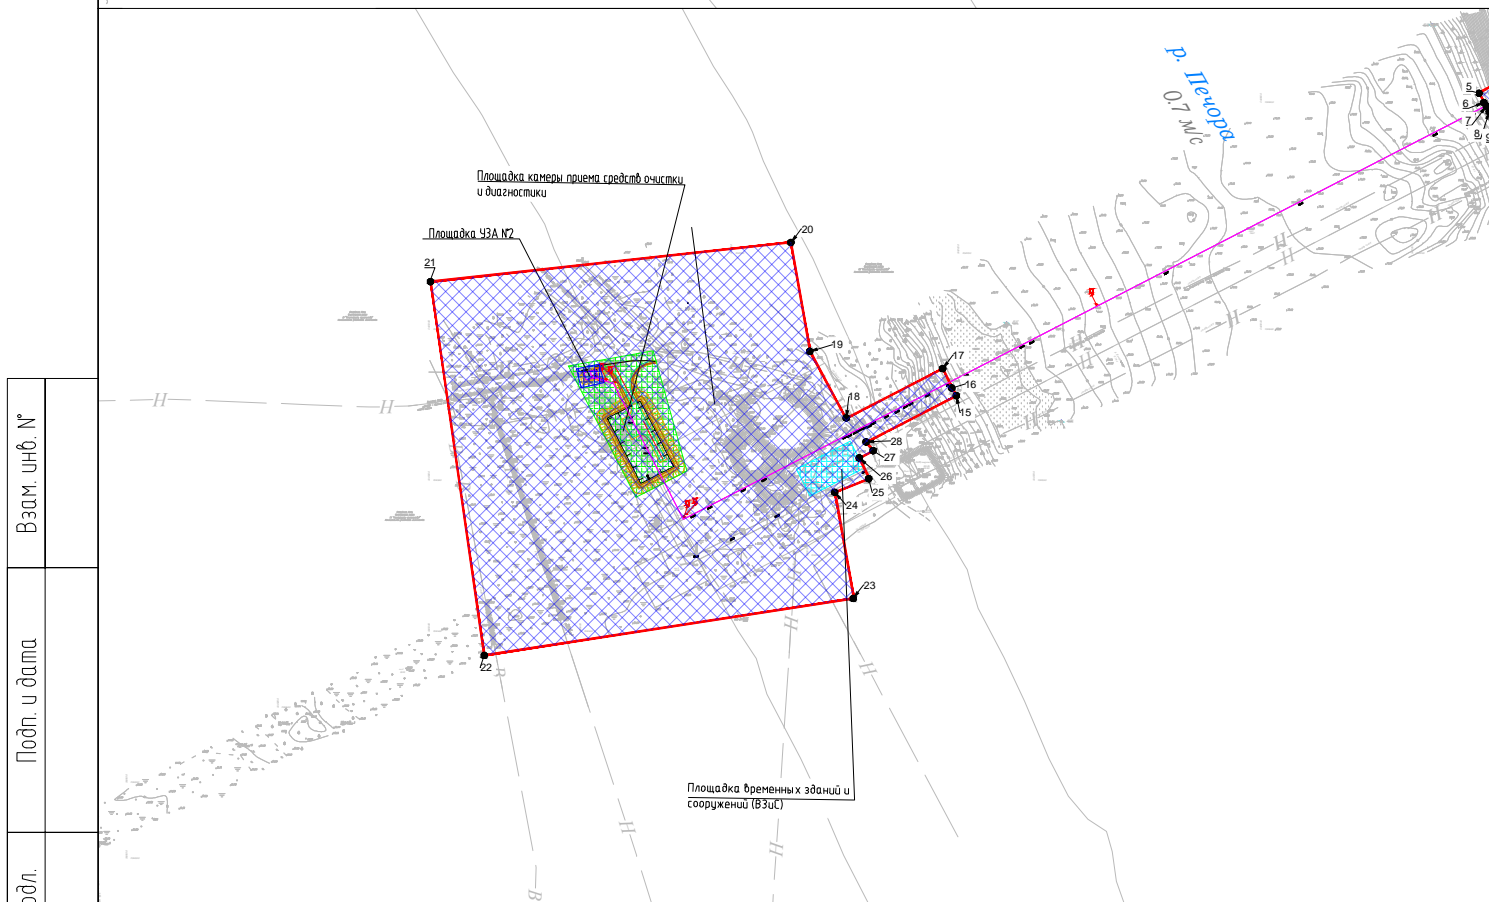 р. Печора
0.7 м/с
5
6
7
8
9
Площадка камеры приема средств очистки
и диагностики
Площадка УЗА №2
20
21
19
17
16
15
18
28
27
26
25
24
23
22
Н
Н
Н
Н
Н
Н
Н
Н
Н
R
В
Площадка временных зданий и
сооружений (ВЗиС)
Взам. инв. №
Подп. и дата